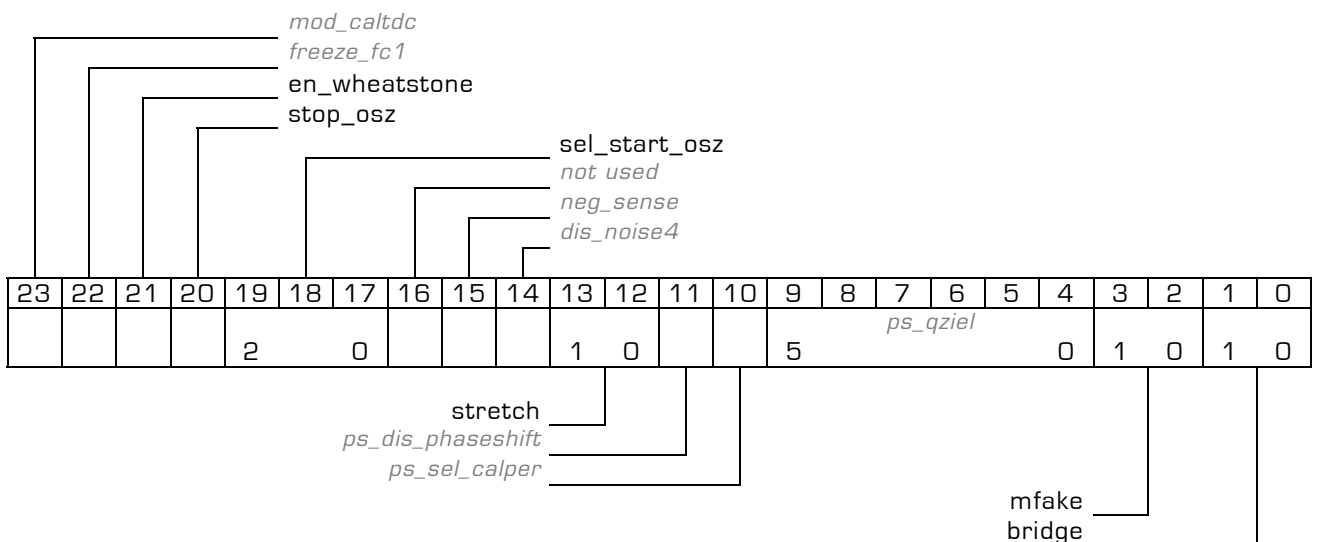 mod_caltdc
freeze_fc1
en_wheatstone
stop_osz
sel_start_osz
not used
neg_sense
dis_noise4
23 22 21 20 19 18 17 16 15 14 13 12 11 10 9 8 7 6 5 4 3 2 1 0
ps_qziel
2 0 1 0 5 0 1 0 1 0
stretch
ps_dis_phaseshift
ps_sel_calper
mfake
bridge